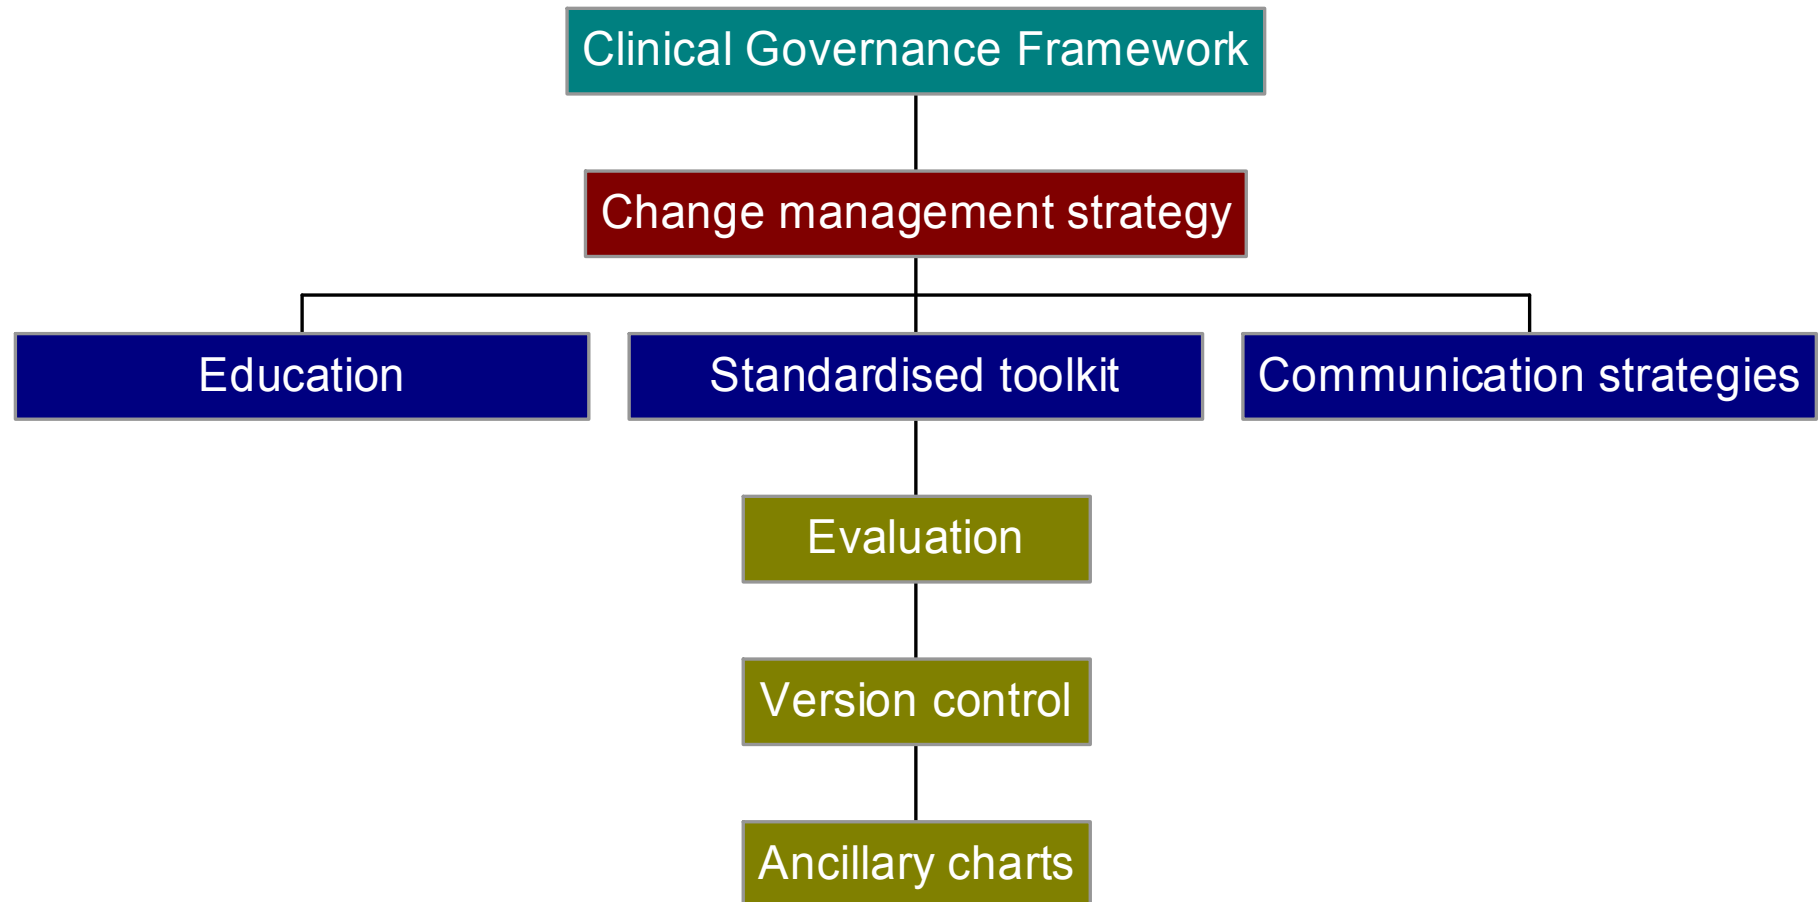 Clinical Governance Framework
Change management strategy
Education
Standardised toolkit
Communication strategies
Evaluation
Version control
Ancillary charts